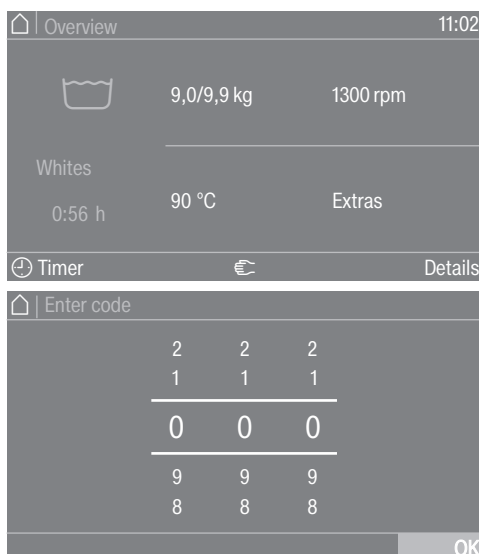 Overview 11:02
9,0/9,9 kg 1300 rpm
Whites
90 °C Extras
0:56 h
Timer Details
Enter code
2 2 2
1 1 1
0 0 0
9 9 9
8 8 8
OK